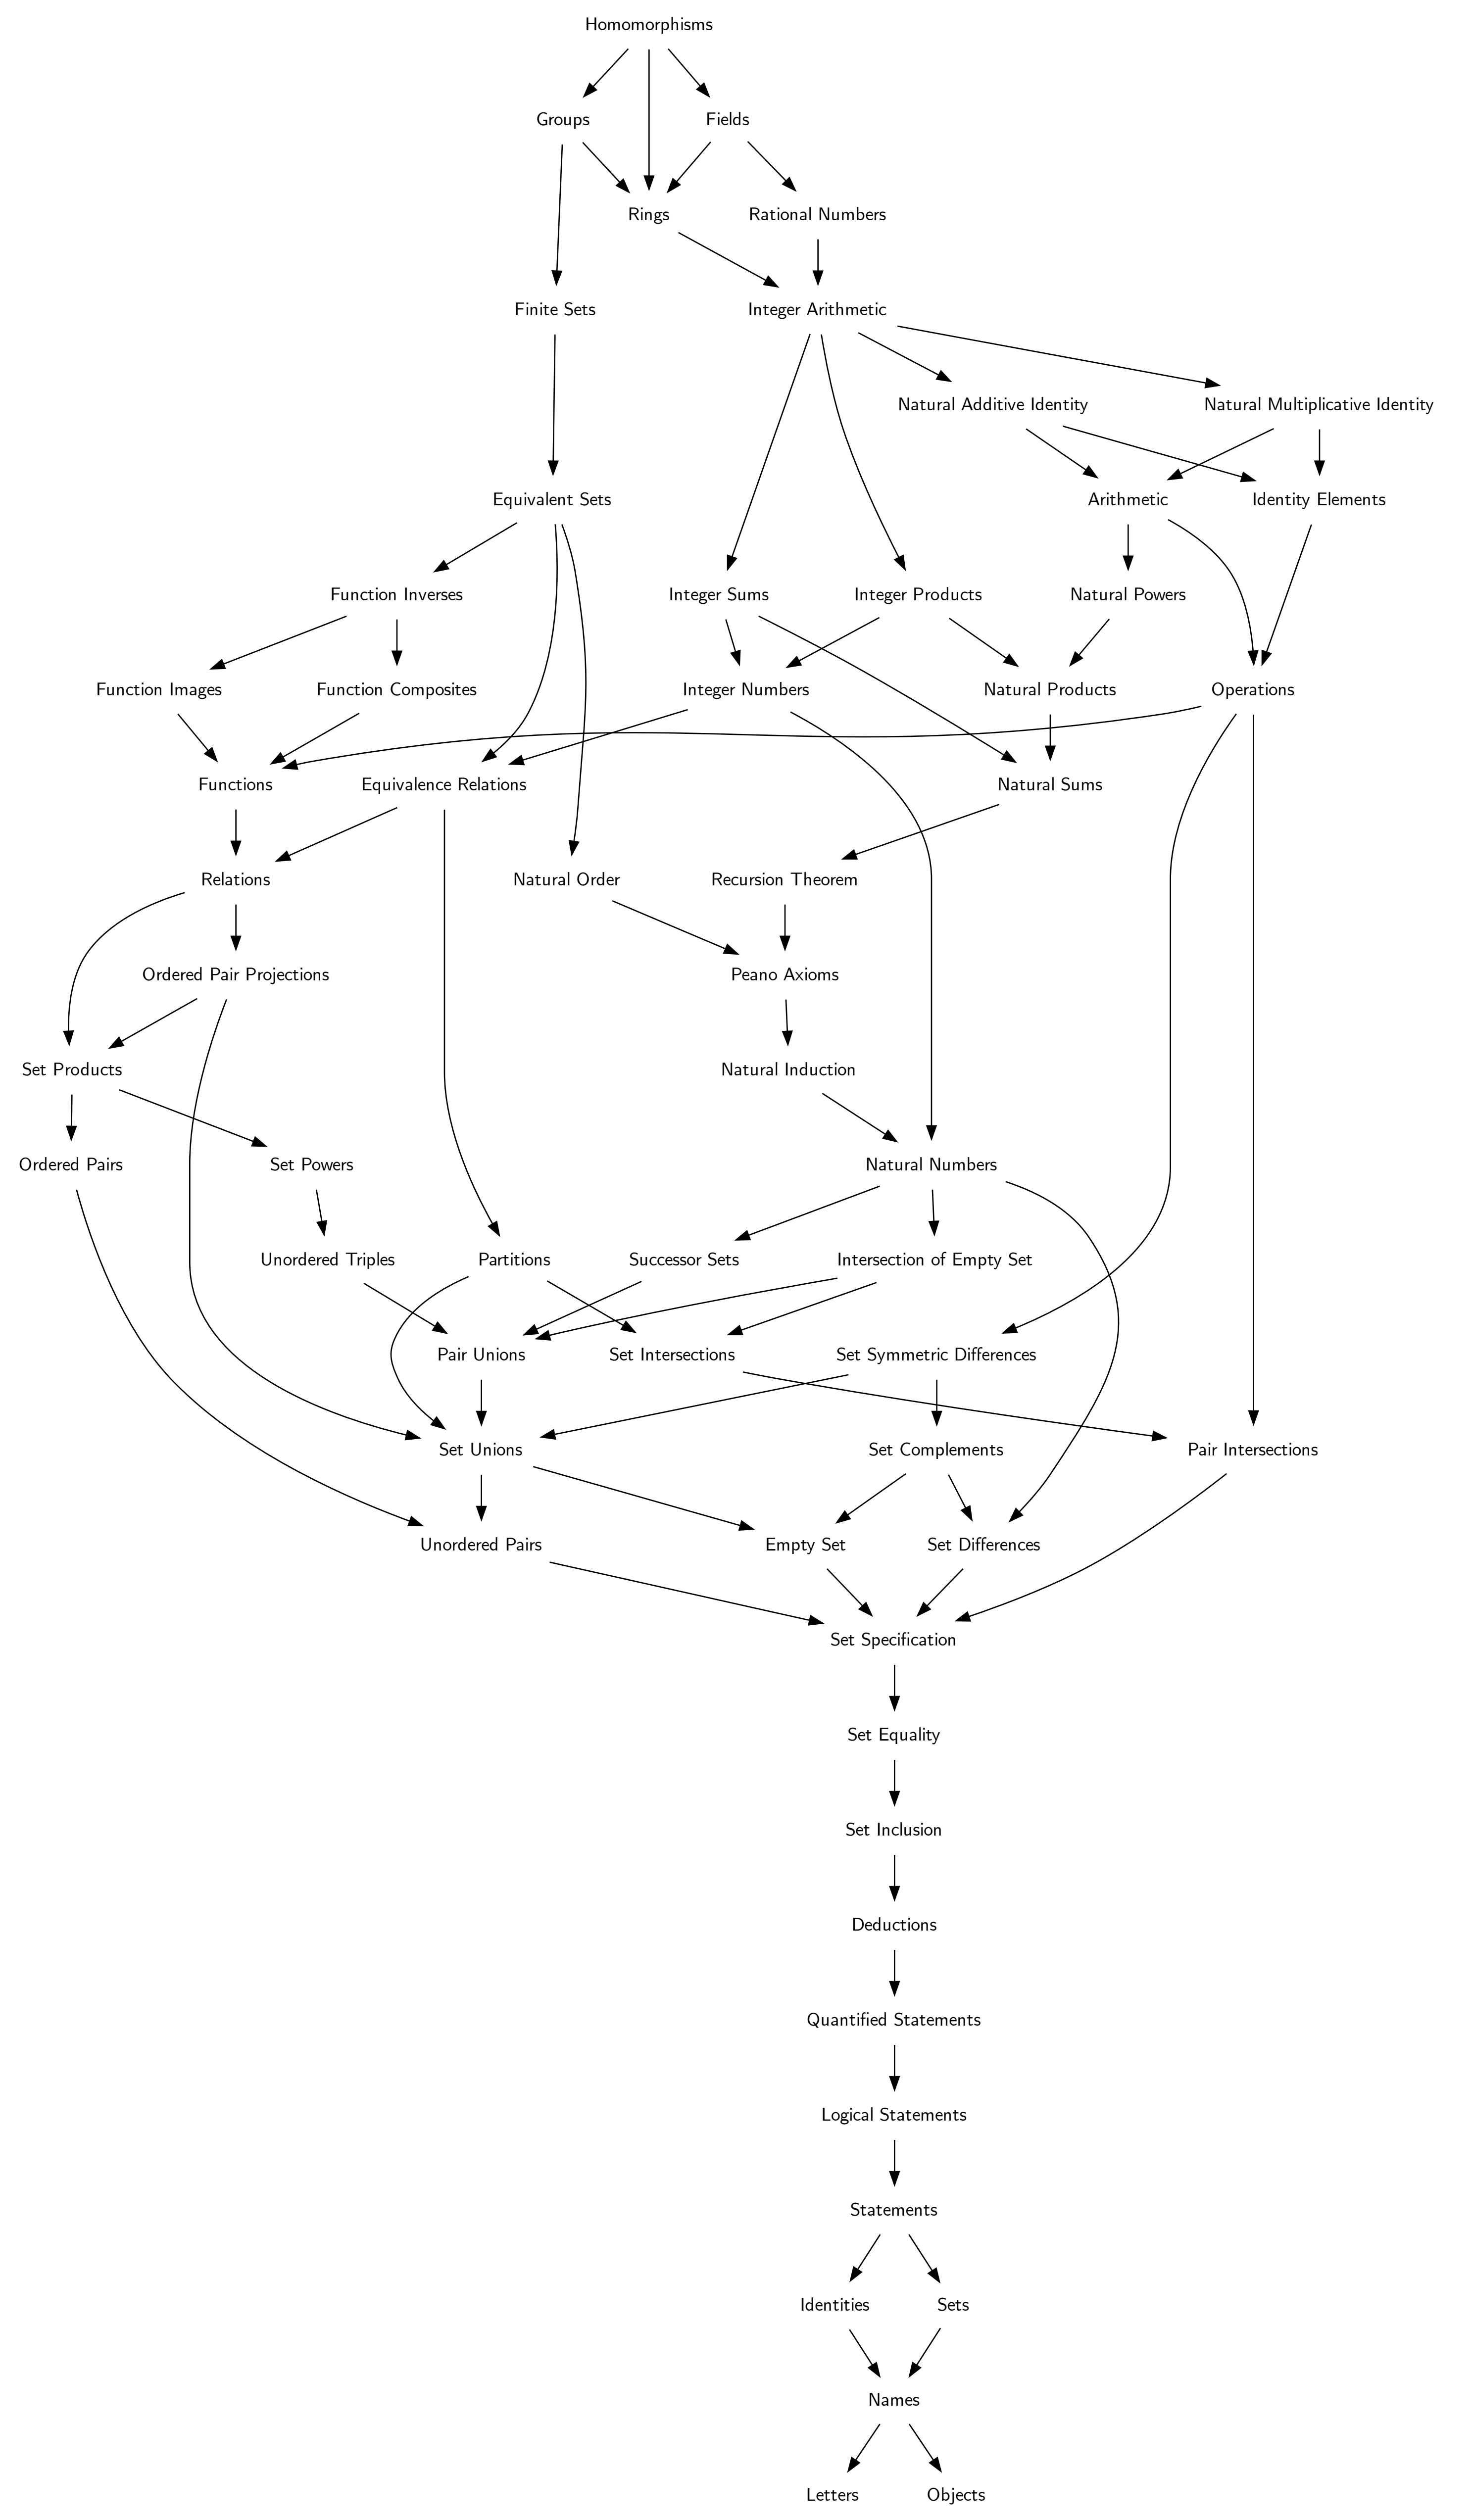 Homomorphisms
Groups
Fields
Rings
Rational Numbers
Finite Sets
Integer Arithmetic
Natural Additive Identity
Natural Multiplicative Identity
Equivalent Sets
Arithmetic
Identity Elements
Function Inverses
Integer Sums
Integer Products
Natural Powers
Function Images
Function Composites
Integer Numbers
Natural Products
Operations
Functions
Equivalence Relations
Natural Sums
Relations
Natural Order
Recursion Theorem
Ordered Pair Projections
Peano Axioms
Set Products
Natural Induction
Ordered Pairs
Set Powers
Natural Numbers
Unordered Triples
Partitions
Successor Sets
Intersection of Empty Set
Pair Unions
Set Intersections
Set Symmetric Differences
Set Unions
Set Complements
Pair Intersections
Unordered Pairs
Empty Set
Set Differences
Set Specification
Set Equality
Set Inclusion
Deductions
Quantified Statements
Logical Statements
Statements
Identities
Sets
Names
Letters
Objects